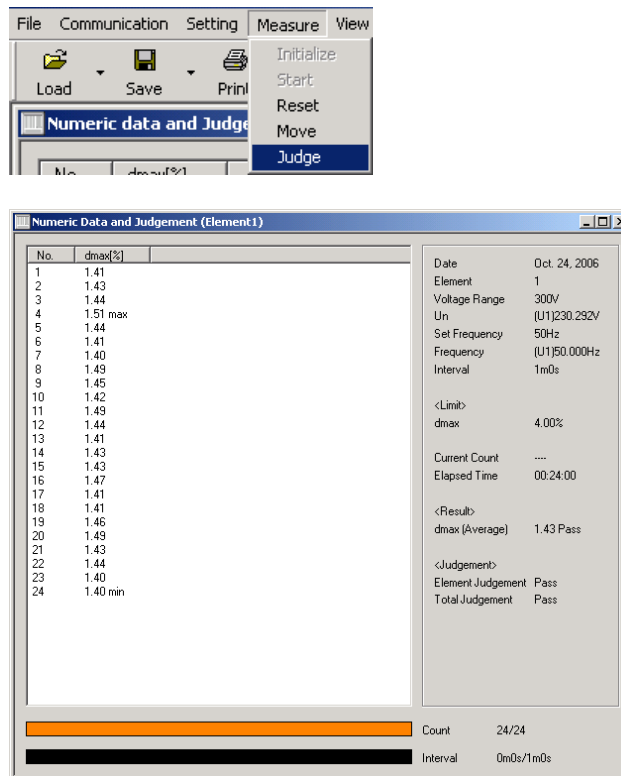 File Communication Setting Measure View
Initialize
Start
Load Save Print
Reset
Numeric data and Judge
Move
Judge
No. dmax[%]
Numeric Data and Judgement (Element1)
No. dmax[%]
1 1.41
2 1.43
3 1.44
4 1.51 max
5 1.44
6 1.41
7 1.40
8 1.49
9 1.45
10 1.42
11 1.49
12 1.44
13 1.41
14 1.43
15 1.43
16 1.47
17 1.41
18 1.41
19 1.46
20 1.49
21 1.43
22 1.44
23 1.40
24 1.40 min
Date Oct. 24, 2006
Element 1
Voltage Range 300V
Un (U1)230.292V
Set Frequency 50Hz
Frequency (U1)50.000Hz
Interval 1m0s
<Limit>
dmax 4.00%
Current Count ----
Elapsed Time 00:24:00
<Result>
dmax (Average) 1.43 Pass
<Judgement>
Element Judgement Pass
Total Judgement Pass
Count 24/24
Interval 0m0s/1m0s